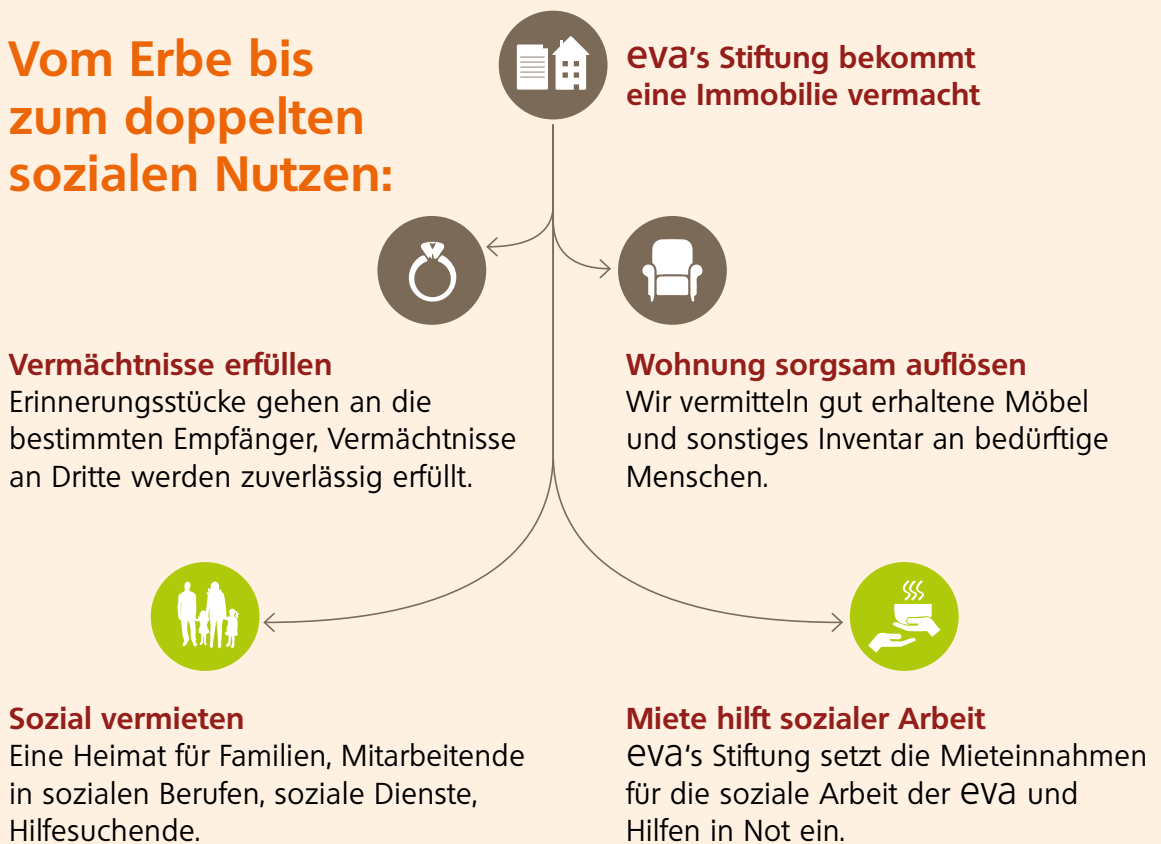 Vom Erbe bis
zum doppelten
sozialen Nutzen:
eva's Stiftung bekommt
eine Immobilie vermacht
Vermächtnisse erfüllen
Erinnerungsstücke gehen an die
bestimmten Empfänger, Vermächtnisse
an Dritte werden zuverlässig erfüllt.
Wohnung sorgsam auflösen
Wir vermitteln gut erhaltene Möbel
und sonstiges Inventar an bedürftige
Menschen.
Sozial vermieten
Eine Heimat für Familien, Mitarbeitende
in sozialen Berufen, soziale Dienste,
Hilfesuchende.
Miete hilft sozialer Arbeit
eva's Stiftung setzt die Mieteinnahmen
für die soziale Arbeit der eva und
Hilfen in Not ein.